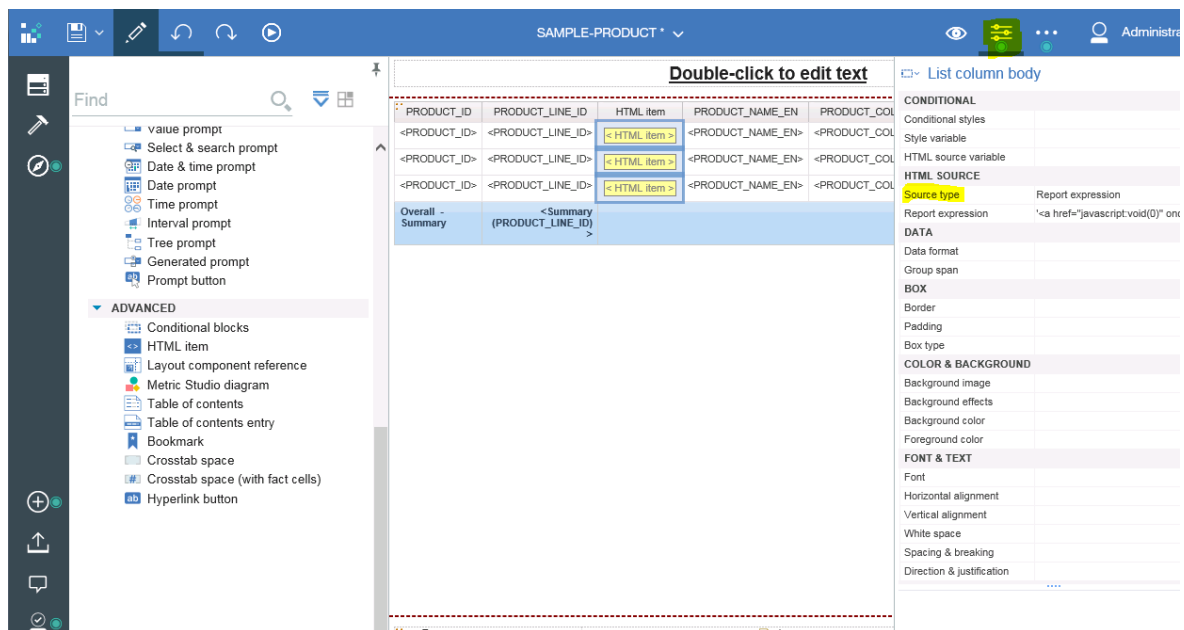 SAMPLE-PRODUCT *
Administra
Find
Value prompt
Select & search prompt
Date & time prompt
Date prompt
Time prompt
Interval prompt
Tree prompt
Generated prompt
Prompt button
ADVANCED
Conditional blocks
HTML item
Layout component reference
Metric Studio diagram
Table of contents
Table of contents entry
Bookmark
Crosstab space
Crosstab space (with fact cells)
Hyperlink button
Double-click to edit text
PRODUCT_ID PRODUCT_LINE_ID HTML item PRODUCT_NAME_EN PRODUCT_COL
<PRODUCT_ID> <PRODUCT_LINE_ID> < HTML item > <PRODUCT_NAME_EN> <PRODUCT_COL
<PRODUCT_ID> <PRODUCT_LINE_ID> < HTML item > <PRODUCT_NAME_EN> <PRODUCT_COL
<PRODUCT_ID> <PRODUCT_LINE_ID> < HTML item > <PRODUCT_NAME_EN> <PRODUCT_COL
Overall - <Summary
Summary (PRODUCT_LINE_ID)
>
List column body
CONDITIONAL
Conditional styles
Style variable
HTML source variable
HTML SOURCE
Source type Report expression
Report expression '<a href="javascript:void(0)" ond
DATA
Data format
Group span
BOX
Border
Padding
Box type
COLOR & BACKGROUND
Background image
Background effects
Background color
Foreground color
FONT & TEXT
Font
Horizontal alignment
Vertical alignment
White space
Spacing & breaking
Direction & justification